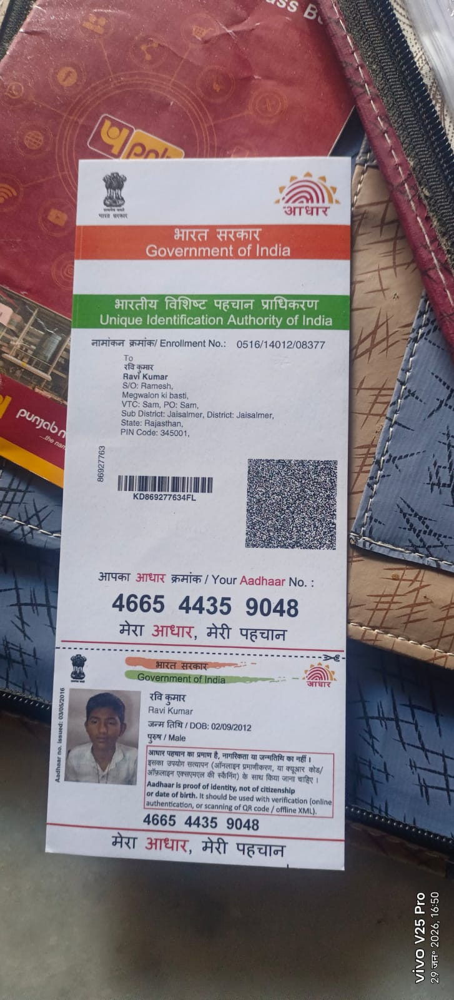 ass B
pnb
punjab n
...the nam
सत्यमेव जयते
भारत सरकार
आधार
भारत सरकार
Government of India
भारतीय विशिष्ट पहचान प्राधिकरण
Unique Identification Authority of India
नामांकन क्रमांक/ Enrollment No.: 0516/14012/08377
To
रवि कुमार
Ravi Kumar
S/O: Ramesh,
Megwalon ki basti,
VTC: Sam, PO: Sam,
Sub District: Jaisalmer, District: Jaisalmer,
State: Rajasthan,
PIN Code: 345001,
86927763
KD869277634FL
आपका आधार क्रमांक / Your Aadhaar No. :
4665 4435 9048
मेरा आधार, मेरी पहचान
भारत सरकार
Government of India
आधार
Aadhaar no. issued: 03/05/2016
रवि कुमार
Ravi Kumar
जन्म तिथि / DOB: 02/09/2012
पुरुष / Male
आधार पहचान का प्रमाण है, नागरिकता या जन्मतिथि का नहीं ।
इसका उपयोग सत्यापन (ऑनलाइन प्रमाणीकरण, या क्यूआर कोड/
ऑफ़लाइन एक्सएमएल की स्कैनिंग) के साथ किया जाना चाहिए ।
Aadhaar is proof of identity, not of citizenship
or date of birth. It should be used with verification (online
authentication, or scanning of QR code / offline XML).
4665 4435 9048
मेरा आधार, मेरी पहचान
vivo V25 Pro
29 जन॰ 2026, 16:50